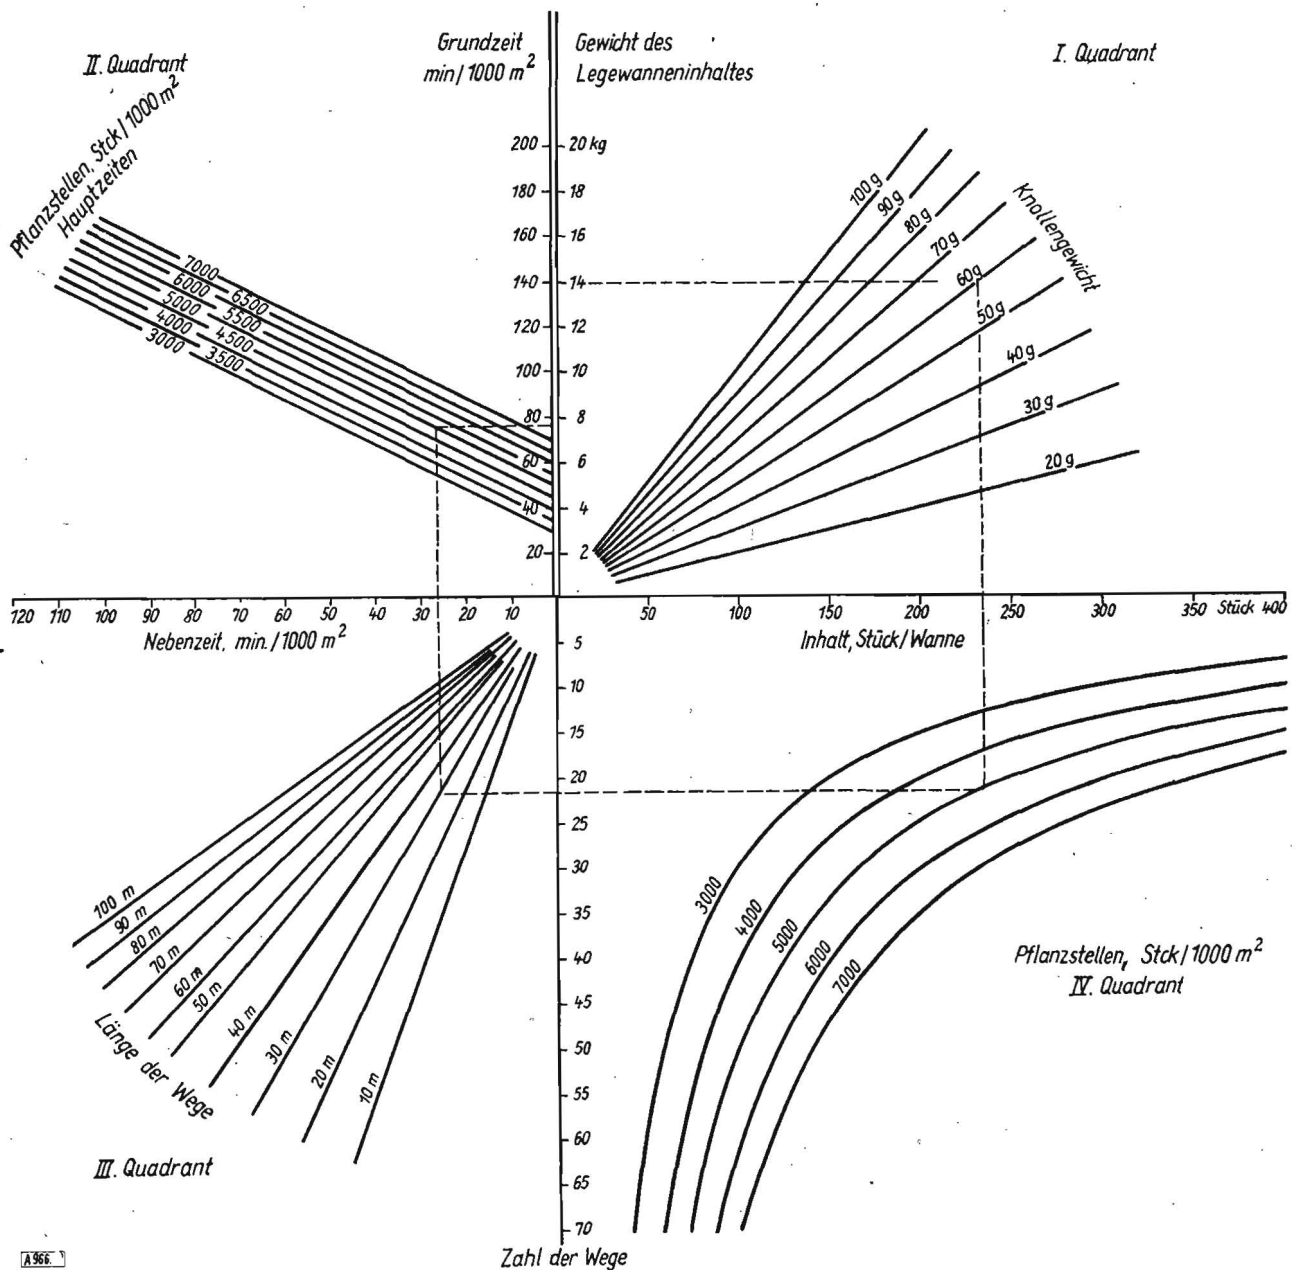 II. Quadrant
Grundzeit
min/1000 m²
Gewicht des
Legewanneninhaltes
I. Quadrant
Pflanzstellen, Stck/1000 m²
Hauptzeiten
200
180
160
140
120
100
80
60
40
20
20 kg
18
16
14
12
10
8
6
4
2
7000
6500
6000
5500
5000
4500
4000
3500
3000
100 g
90 g
80 g
70 g
60 g
50 g
40 g
30 g
20 g
Knollengewicht
120 110 100 90 80 70 60 50 40 30 20 10
Nebenzeit, min./1000 m²
50 100 150 200 250 300 350 Stück 400
Inhalt, Stück/Wanne
5
10
15
20
25
30
35
40
45
50
55
60
65
70
100 m
90 m
80 m
70 m
60 m
50 m
40 m
30 m
20 m
10 m
Länge der Wege
III. Quadrant
3000
4000
5000
6000
7000
Pflanzstellen, Stck/1000 m²
IV. Quadrant
A 966.
Zahl der Wege